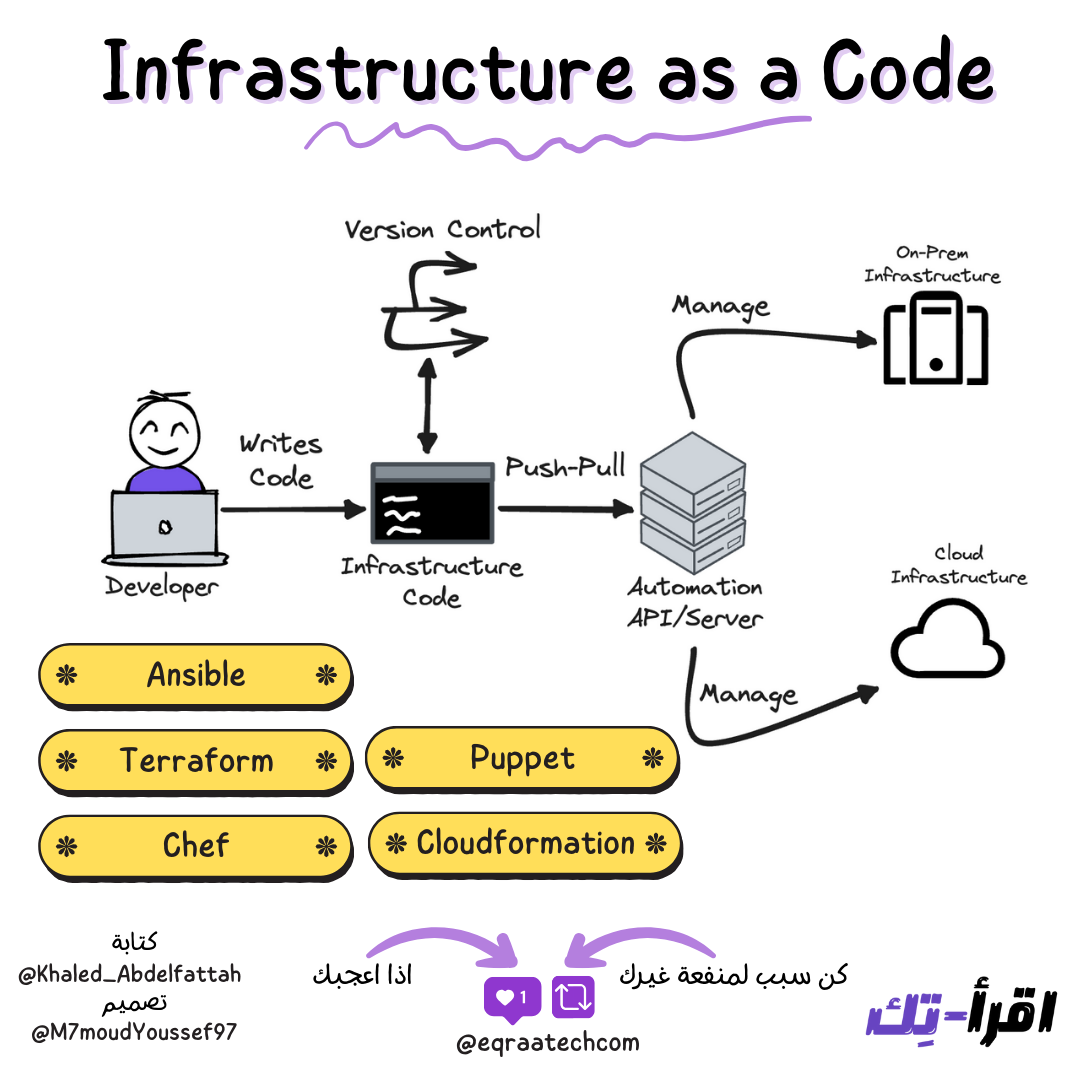 Infrastructure as a Code
Version Control
On-Prem
Infrastructure
Manage
Writes
Code
Push-Pull
Developer
Infrastructure
Code
Automation
API/Server
Cloud
Infrastructure
Manage
Ansible
Terraform
Puppet
Chef
Cloudformation
كتابة
@Khaled_Abdelfattah
تصميم
@M7moudYoussef97
اذا اعجبك
1
كن سبب لمنفعة غيرك
@eqraatechcom
اقرأ-تِك